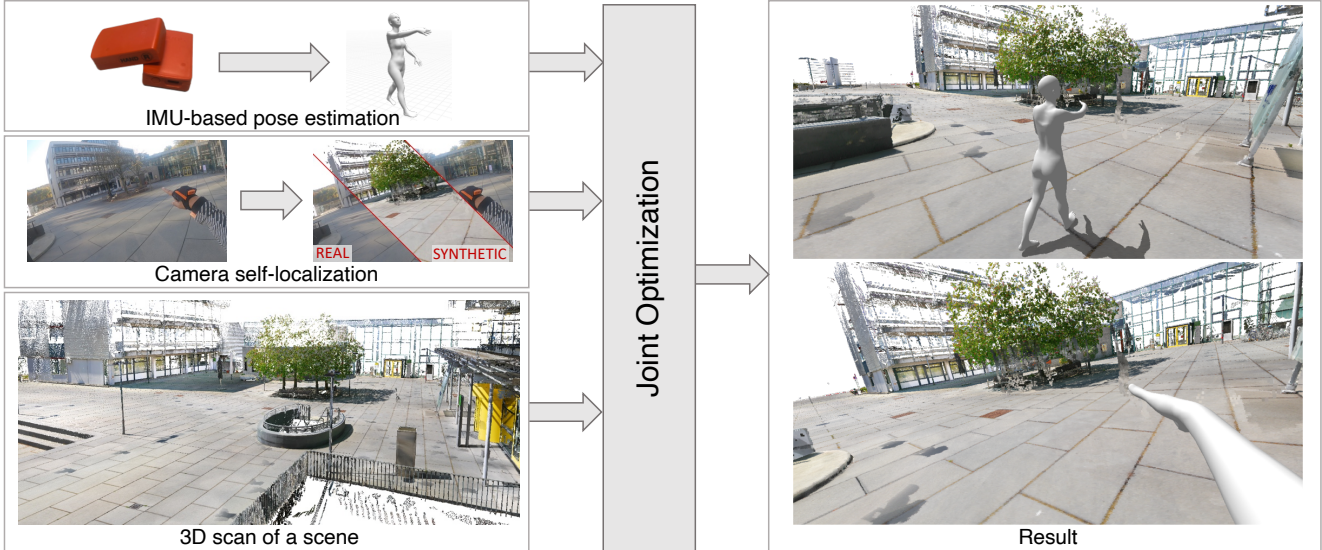 IMU-based pose estimation
REAL
SYNTHETIC
Camera self-localization
3D scan of a scene
Joint Optimization
Result